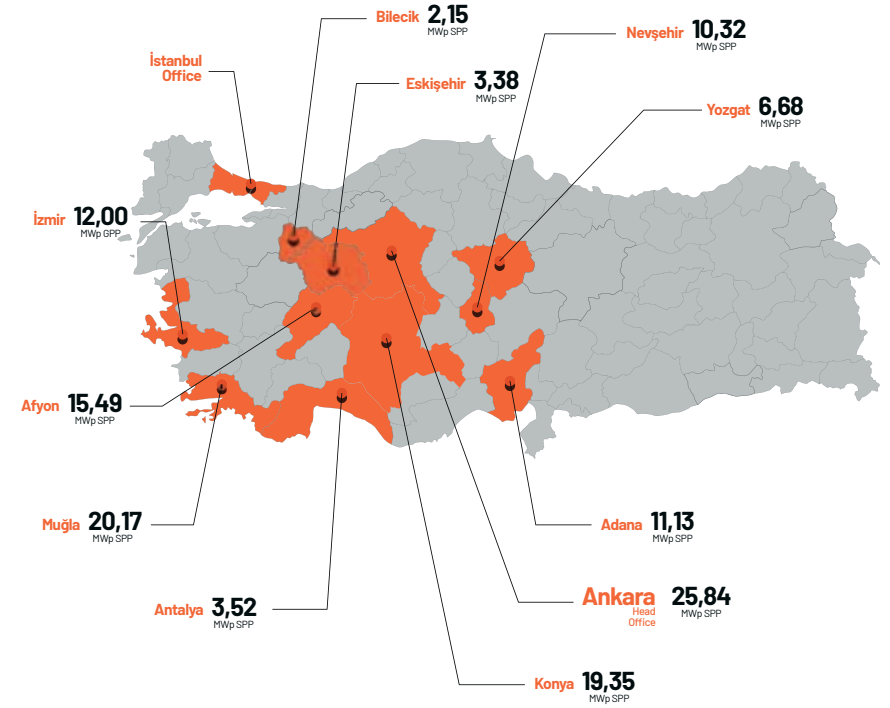 Bilecik 2,15
MWp SPP
Nevşehir 10,32
MWp SPP
İstanbul
Office
Eskişehir 3,38
MWp SPP
Yozgat 6,68
MWp SPP
İzmir 12,00
MWp GPP
Afyon 15,49
MWp SPP
Muğla 20,17
MWp SPP
Adana 11,13
MWp SPP
Antalya 3,52
MWp SPP
Ankara 25,84
Head
Office
MWp SPP
Konya 19,35
MWp SPP